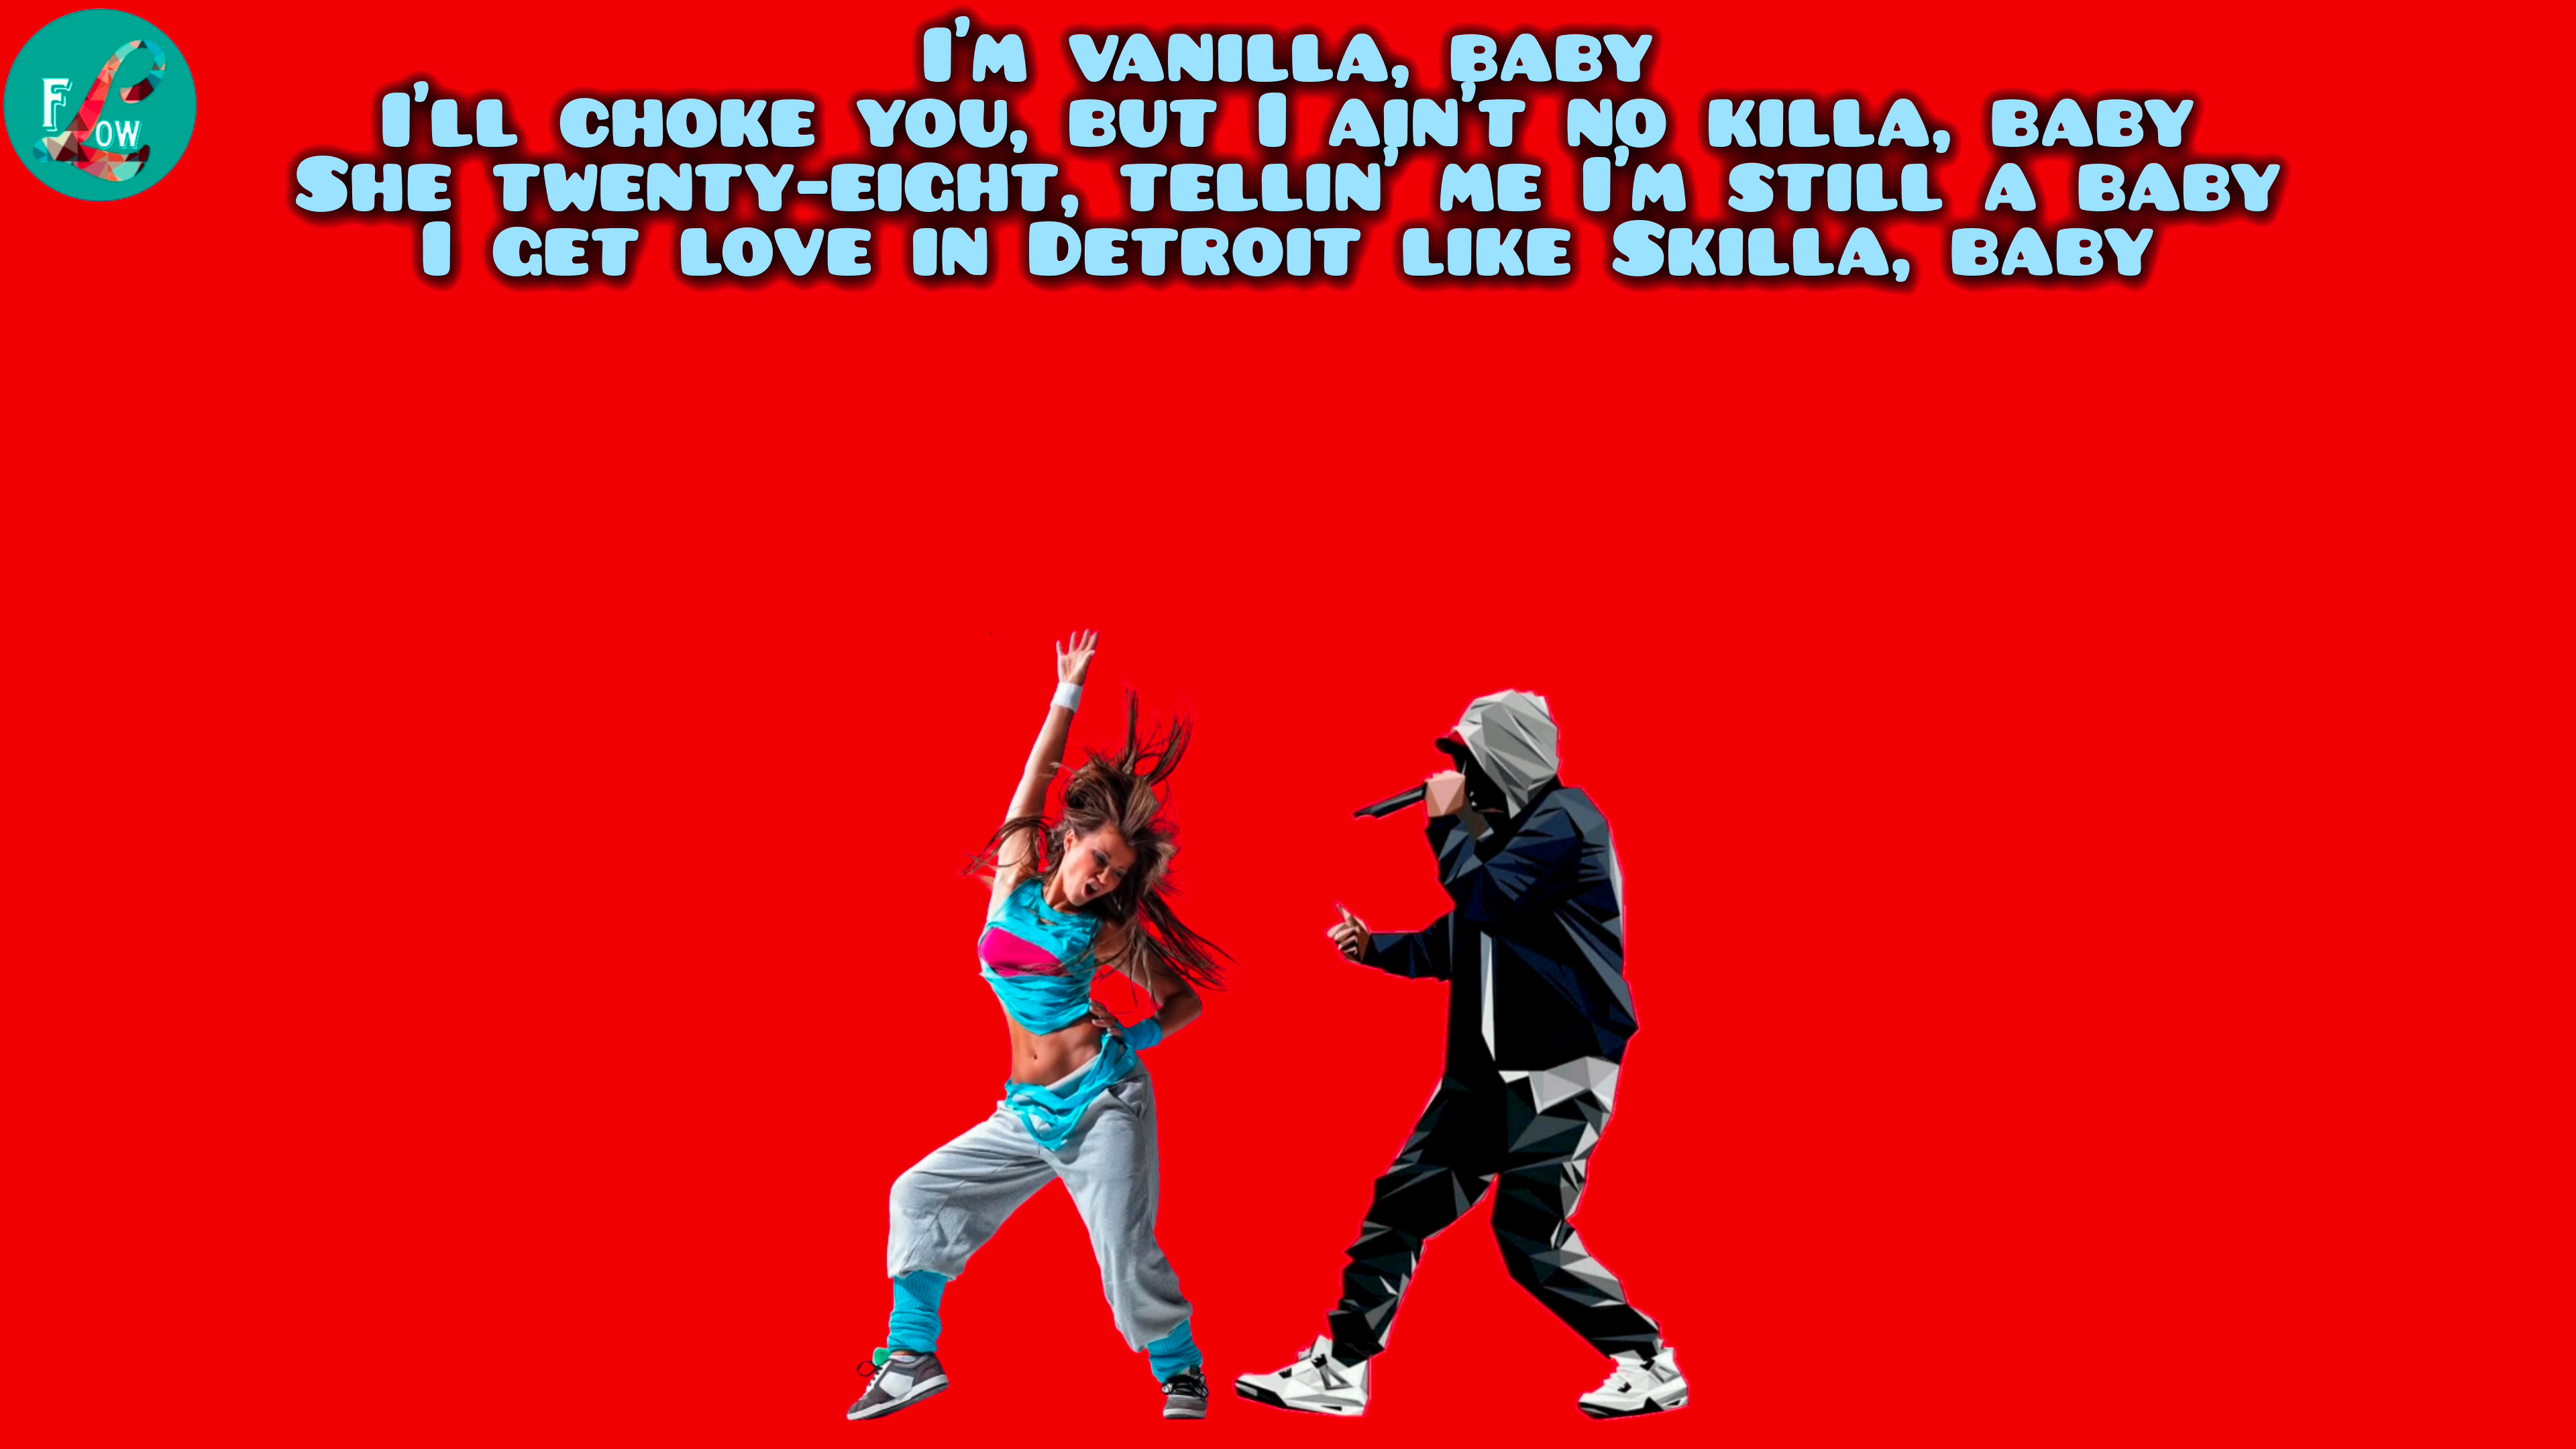 F
L
OW
I'm vanilla, baby
I'll choke you, but I ain't no killa, baby
She twenty-eight, tellin' me I'm still a baby
I get love in Detroit like Skilla, baby